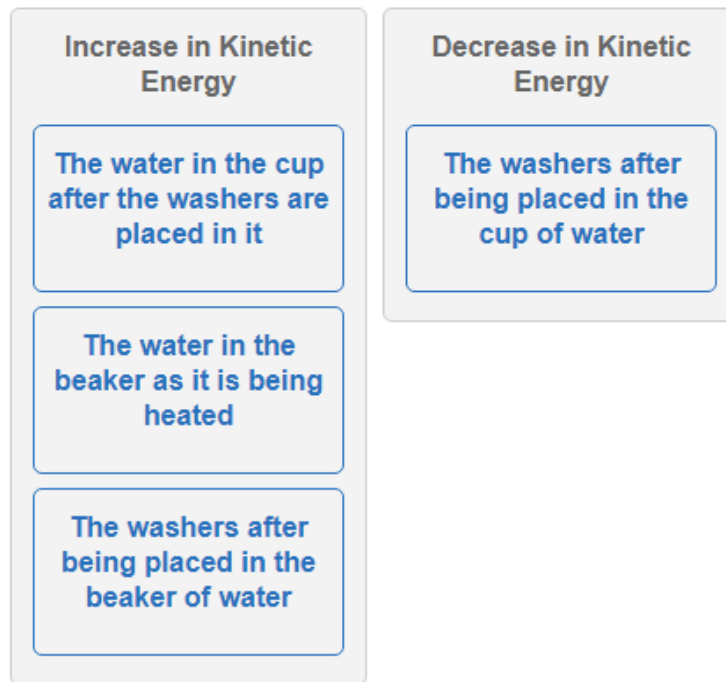 Increase in Kinetic
Energy
The water in the cup
after the washers are
placed in it
The water in the
beaker as it is being
heated
The washers after
being placed in the
beaker of water
Decrease in Kinetic
Energy
The washers after
being placed in the
cup of water